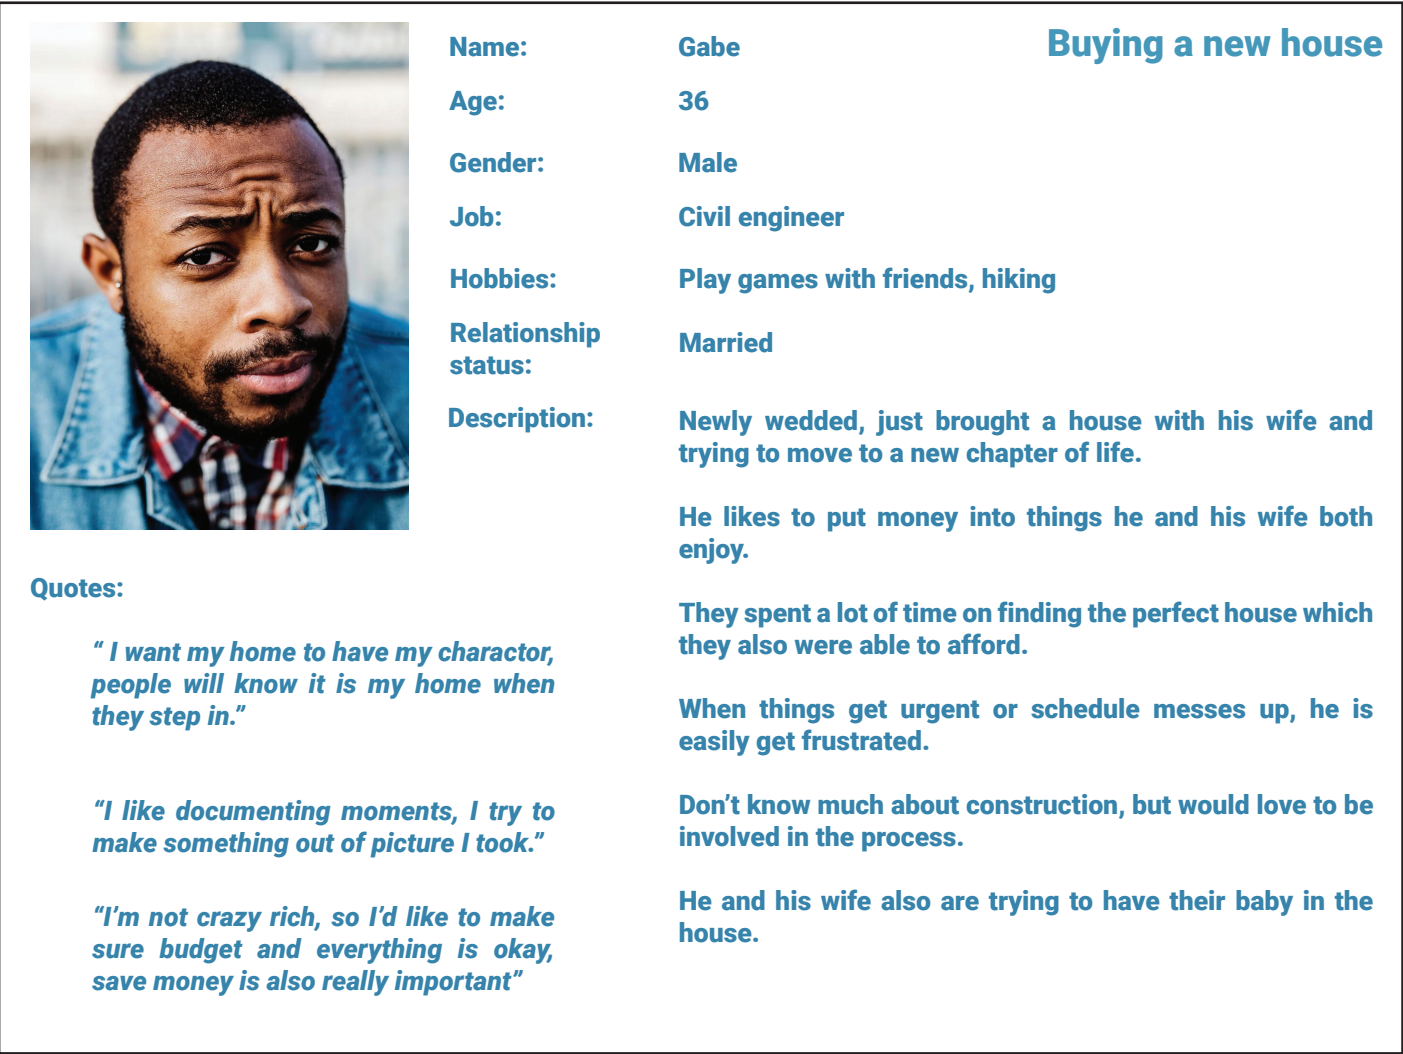 Buying a new house
Name: Gabe
Age: 36
Gender: Male
Job: Civil engineer
Hobbies: Play games with friends, hiking
Relationship
status: Married
Description:
Newly wedded, just brought a house with his wife and
trying to move to a new chapter of life.
He likes to put money into things he and his wife both
enjoy.
They spent a lot of time on finding the perfect house which
they also were able to afford.
When things get urgent or schedule messes up, he is
easily get frustrated.
Don’t know much about construction, but would love to be
involved in the process.
He and his wife also are trying to have their baby in the
house.
Quotes:
“ I want my home to have my charactor,
people will know it is my home when
they step in.”
“I like documenting moments, I try to
make something out of picture I took.”
“I’m not crazy rich, so I’d like to make
sure budget and everything is okay,
save money is also really important”